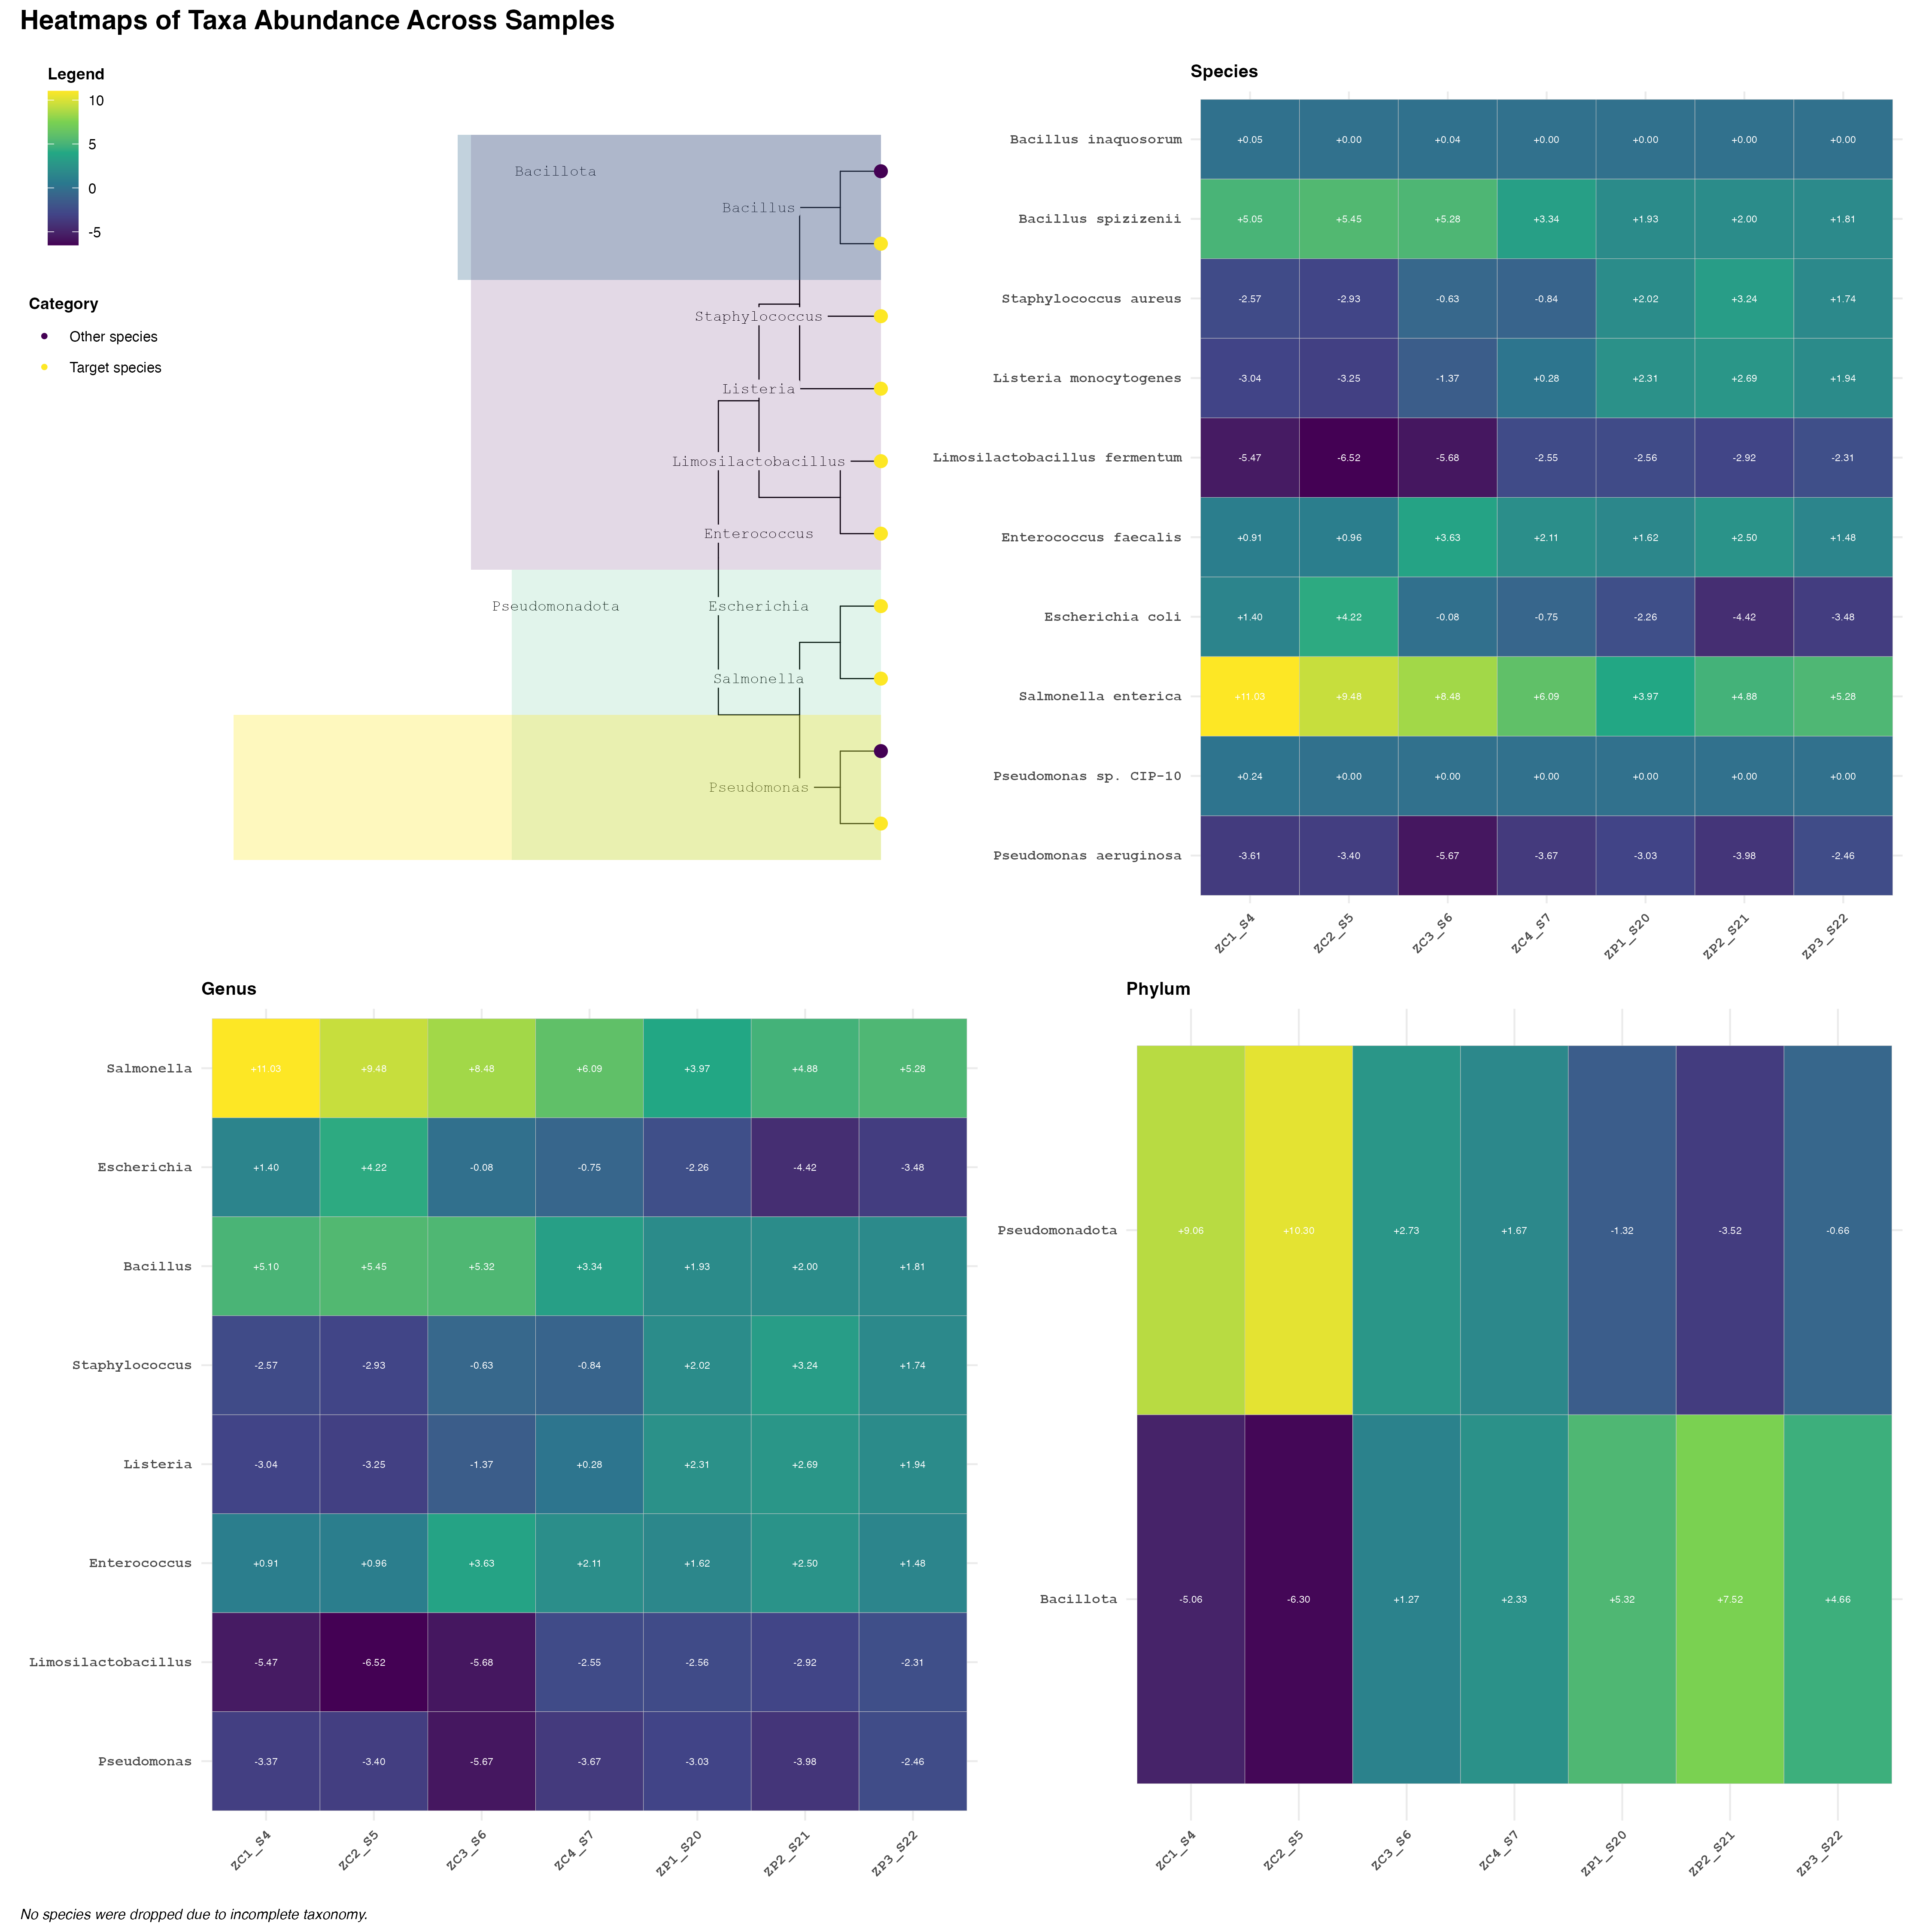 Heatmaps of Taxa Abundance Across Samples
Legend
10
5
0
-5
Category
Other species
Target species
Bacillota
Bacillus
Staphylococcus
Listeria
Limosilactobacillus
Enterococcus
Pseudomonadota Escherichia
Salmonella
Pseudomonas
Species
Bacillus inaquosorum +0.05 +0.00 +0.04 +0.00 +0.00 +0.00 +0.00
Bacillus spizizenii +5.05 +5.45 +5.28 +3.34 +1.93 +2.00 +1.81
Staphylococcus aureus -2.57 -2.93 -0.63 -0.84 +2.02 +3.24 +1.74
Listeria monocytogenes -3.04 -3.25 -1.37 +0.28 +2.31 +2.69 +1.94
Limosilactobacillus fermentum -5.47 -6.52 -5.68 -2.55 -2.56 -2.92 -2.31
Enterococcus faecalis +0.91 +0.96 +3.63 +2.11 +1.62 +2.50 +1.48
Escherichia coli +1.40 +4.22 -0.08 -0.75 -2.26 -4.42 -3.48
Salmonella enterica +11.03 +9.48 +8.48 +6.09 +3.97 +4.88 +5.28
Pseudomonas sp. CIP-10 +0.24 +0.00 +0.00 +0.00 +0.00 +0.00 +0.00
Pseudomonas aeruginosa -3.61 -3.40 -5.67 -3.67 -3.03 -3.98 -2.46
ZC1_S4 ZC2_S5 ZC3_S6 ZC4_S7 ZP1_S20 ZP2_S21 ZP3_S22
Genus
Salmonella +11.03 +9.48 +8.48 +6.09 +3.97 +4.88 +5.28
Escherichia +1.40 +4.22 -0.08 -0.75 -2.26 -4.42 -3.48
Bacillus +5.10 +5.45 +5.32 +3.34 +1.93 +2.00 +1.81
Staphylococcus -2.57 -2.93 -0.63 -0.84 +2.02 +3.24 +1.74
Listeria -3.04 -3.25 -1.37 +0.28 +2.31 +2.69 +1.94
Enterococcus +0.91 +0.96 +3.63 +2.11 +1.62 +2.50 +1.48
Limosilactobacillus -5.47 -6.52 -5.68 -2.55 -2.56 -2.92 -2.31
Pseudomonas -3.37 -3.40 -5.67 -3.67 -3.03 -3.98 -2.46
ZC1_S4 ZC2_S5 ZC3_S6 ZC4_S7 ZP1_S20 ZP2_S21 ZP3_S22
Phylum
Pseudomonadota +9.06 +10.30 +2.73 +1.67 -1.32 -3.52 -0.66
Bacillota -5.06 -6.30 +1.27 +2.33 +5.32 +7.52 +4.66
ZC1_S4 ZC2_S5 ZC3_S6 ZC4_S7 ZP1_S20 ZP2_S21 ZP3_S22
No species were dropped due to incomplete taxonomy.